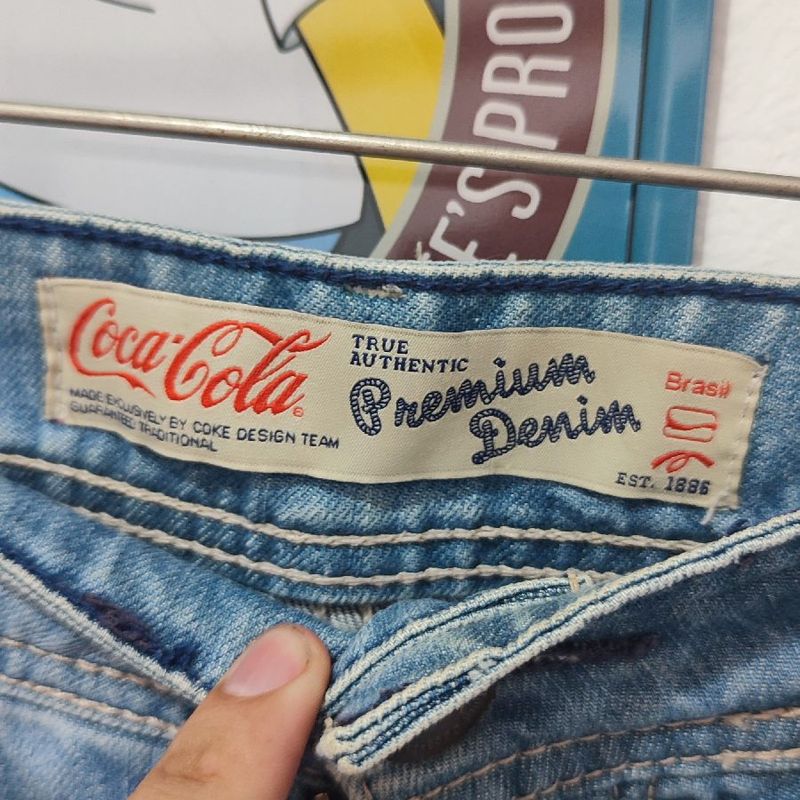 E'S PRO
Coca-Cola®
MADE EXCLUSIVELY BY COKE DESIGN TEAM
GUARANTEED TRADITIONAL
TRUE
AUTHENTIC
Premium
Denim
Brasil
EST. 1886